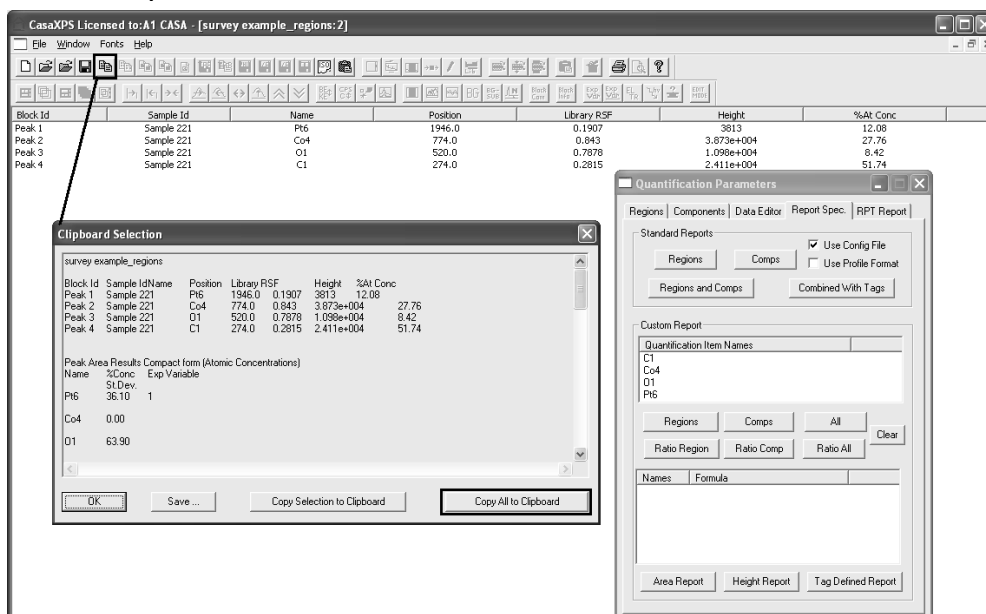 CasaXPS Licensed to:A1 CASA - [survey example_regions:2]
File Window Fonts Help
Block Id Sample Id Name Position Library RSF Height %At Conc
Peak 1 Sample 221 Pt6 1946.0 0.1907 3813 12.08
Peak 2 Sample 221 Co4 774.0 0.843 3.873e+004 27.76
Peak 3 Sample 221 O1 520.0 0.7878 1.098e+004 8.42
Peak 4 Sample 221 C1 274.0 0.2815 2.411e+004 51.74
Clipboard Selection
survey example_regions
Block Id Sample IdName Position Library RSF Height %At Conc
Peak 1 Sample 221 Pt6 1946.0 0.1907 3813 12.08
Peak 2 Sample 221 Co4 774.0 0.843 3.873e+004 27.76
Peak 3 Sample 221 O1 520.0 0.7878 1.098e+004 8.42
Peak 4 Sample 221 C1 274.0 0.2815 2.411e+004 51.74
Peak Area Results Compact form (Atomic Concentrations)
Name %Conc Exp Variable
St.Dev.
Pt6 36.10 1
Co4 0.00
O1 63.90
OK Save ... Copy Selection to Clipboard Copy All to Clipboard
Quantification Parameters
Regions Components Data Editor Report Spec. RPT Report
Standard Reports
Use Config File
Regions Comps Use Profile Format
Regions and Comps Combined With Tags
Custom Report
Quantification Item Names
C1
Co4
O1
Pt6
Regions Comps All
Clear
Ratio Region Ratio Comp Ratio All
Names Formula
Area Report Height Report Tag Defined Report